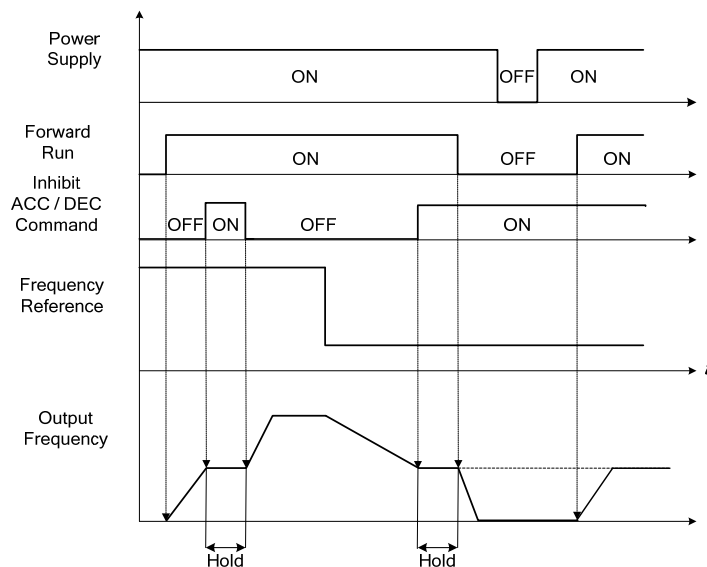 Power
Supply
ON
OFF
ON
Forward
Run
ON
OFF
ON
Inhibit
ACC / DEC
Command
OFF
ON
OFF
ON
Frequency
Reference
Output
Frequency
Hold
Hold